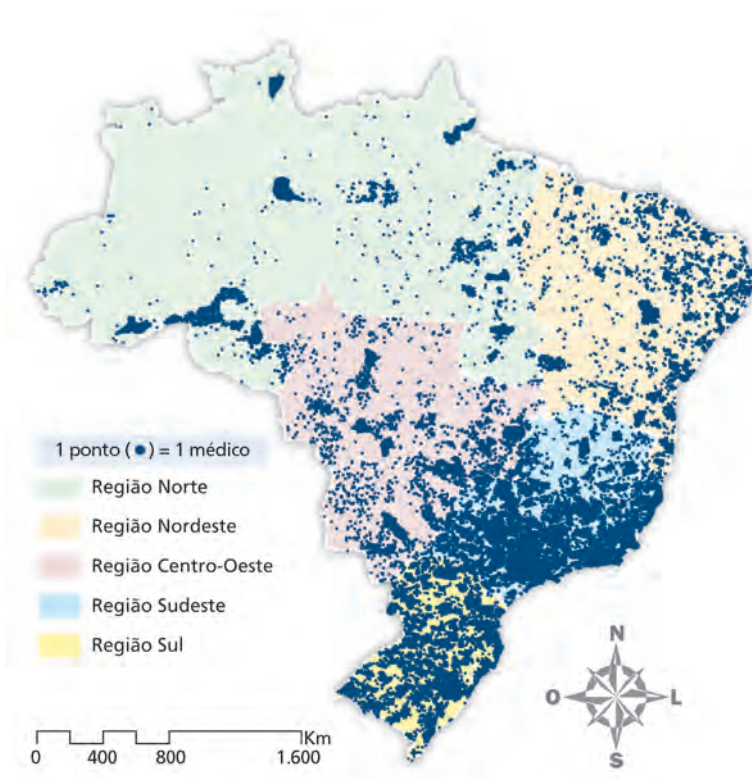 1 ponto (●) = 1 médico
Região Norte
Região Nordeste
Região Centro-Oeste
Região Sudeste
Região Sul
Km
0 400 800 1.600
N
O L
S